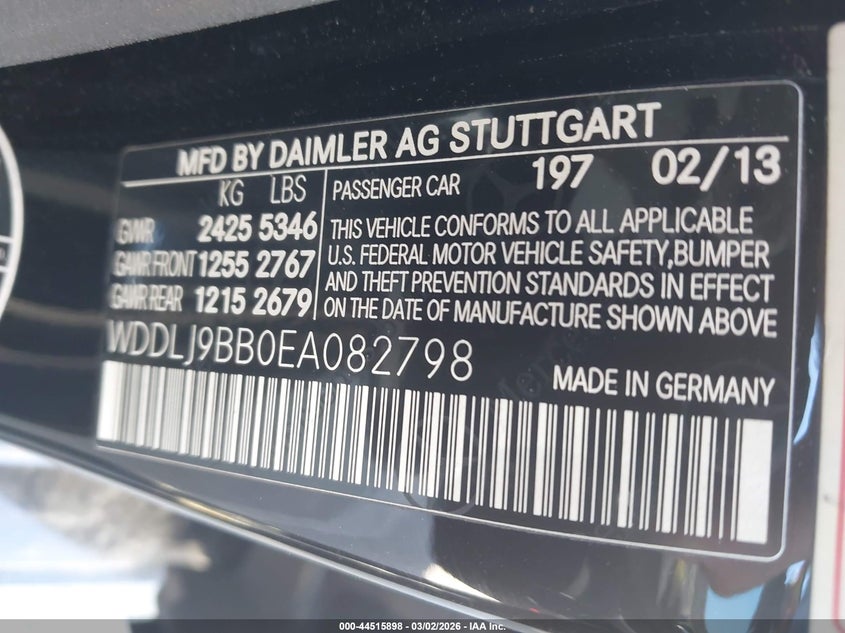 MFD BY DAIMLER AG STUTTGART
KG LBS
GWR 2425 5346
GAWR FRONT 1255 2767
GAWR REAR 1215 2679
PASSENGER CAR 197 02/13
THIS VEHICLE CONFORMS TO ALL APPLICABLE
U.S. FEDERAL MOTOR VEHICLE SAFETY,BUMPER
AND THEFT PREVENTION STANDARDS IN EFFECT
ON THE DATE OF MANUFACTURE SHOWN ABOVE
WDDLJ9BB0EA082798
MADE IN GERMANY
000-44515898 - 03/02/2026 - IAA Inc.